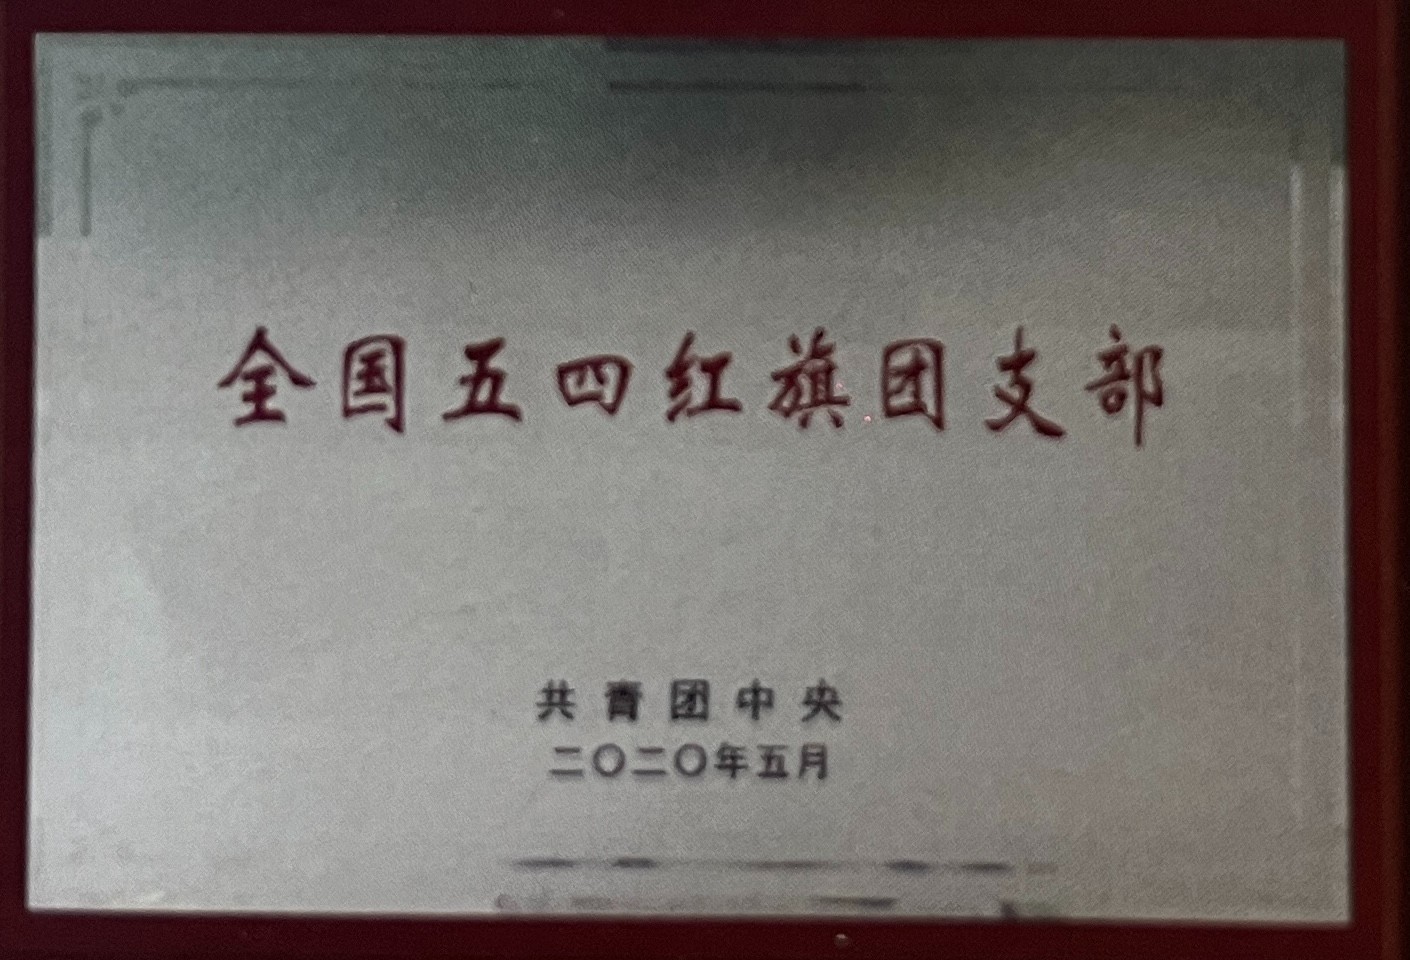 全国五四红旗团支部
共青团中央
二〇二〇年五月